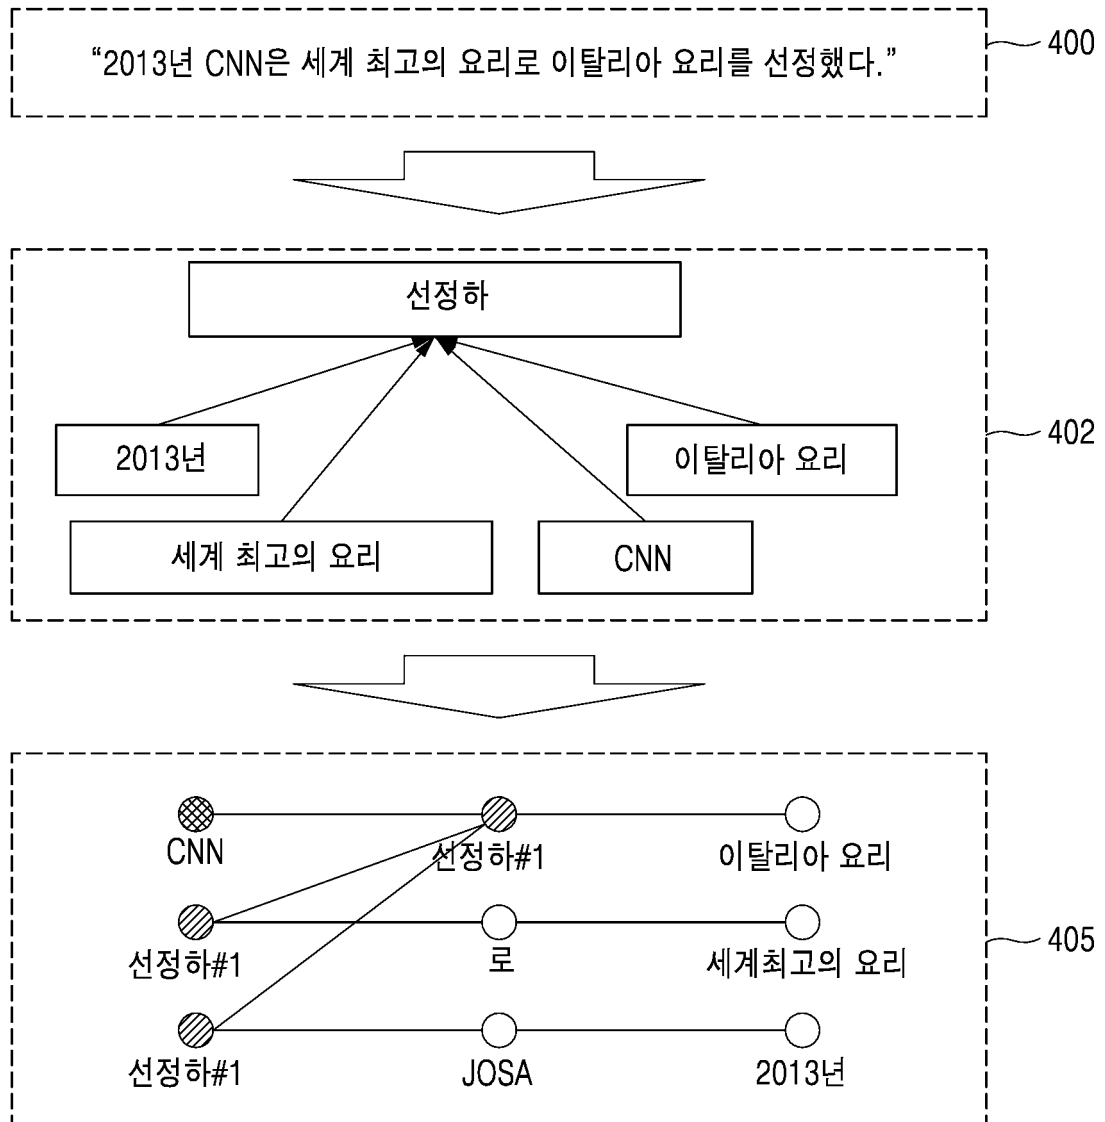 “2013년 CNN은 세계 최고의 요리로 이탈리아 요리를 선정했다.”
400
선정하
2013년
이탈리아 요리
402
세계 최고의 요리
CNN
CNN
선정하#1
이탈리아 요리
선정하#1
로
세계최고의 요리
405
선정하#1
JOSA
2013년